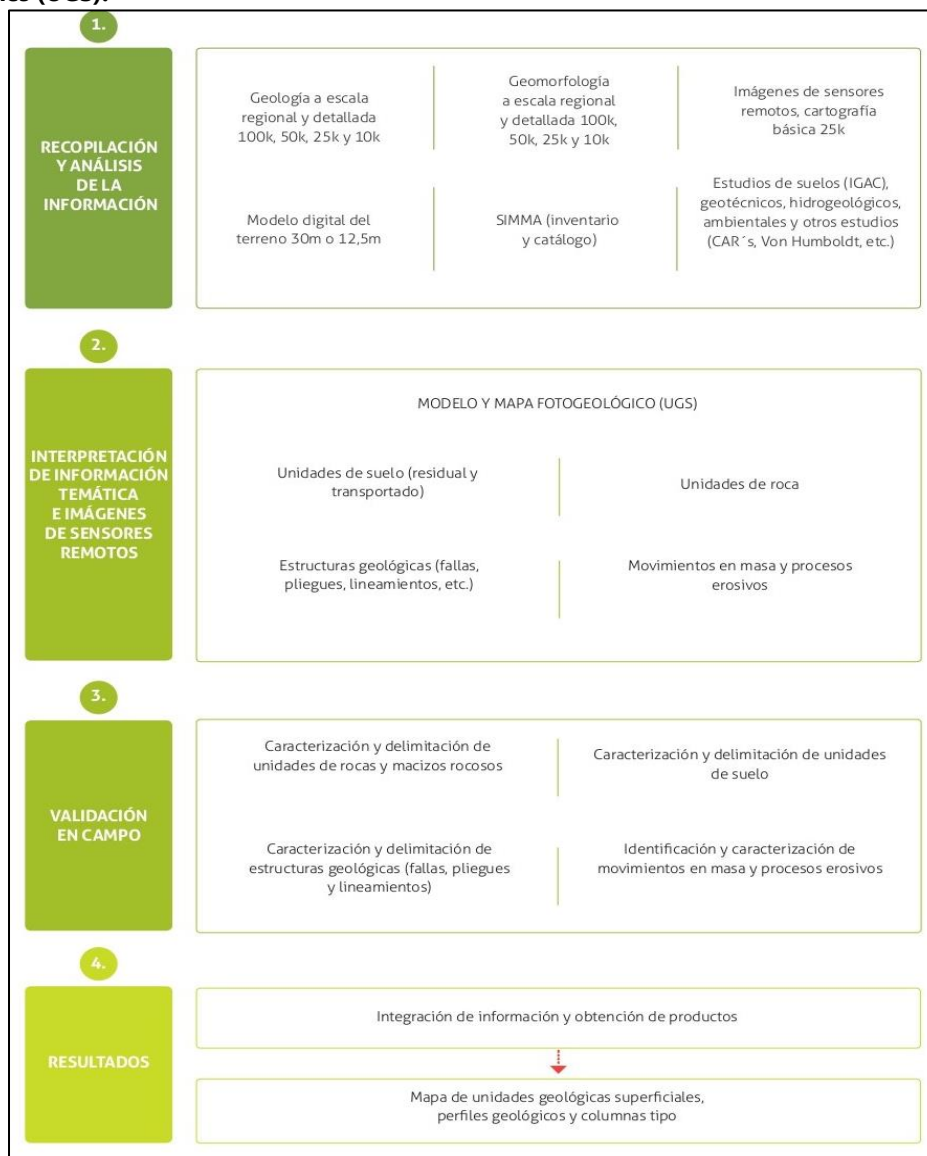 1.
RECOPILACIÓN
Y ANÁLISIS
DE LA
INFORMACIÓN
Geología a escala
regional y detallada
100k, 50k, 25k y 10k
Geomorfología
a escala regional
y detallada 100k,
50k, 25k y 10k
Imágenes de sensores
remotos, cartografía
básica 25k
Modelo digital del
terreno 30m o 12,5m
SIMMA (inventario
y catálogo)
Estudios de suelos (IGAC),
geotécnicos, hidrogeológicos,
ambientales y otros estudios
(CAR´s, Von Humboldt, etc.)
2.
INTERPRETACIÓN
DE INFORMACIÓN
TEMÁTICA
E IMÁGENES
DE SENSORES
REMOTOS
MODELO Y MAPA FOTOGEOLÓGICO (UGS)
Unidades de suelo (residual y
transportado)
Unidades de roca
Estructuras geológicas (fallas,
pliegues, lineamientos, etc.)
Movimientos en masa y procesos
erosivos
3.
VALIDACIÓN
EN CAMPO
Caracterización y delimitación de
unidades de rocas y macizos rocosos
Caracterización y delimitación de unidades
de suelo
Caracterización y delimitación de
estructuras geológicas (fallas, pliegues
y lineamientos)
Identificación y caracterización de
movimientos en masa y procesos erosivos
4.
RESULTADOS
Integración de información y obtención de productos
Mapa de unidades geológicas superficiales,
perfiles geológicos y columnas tipo